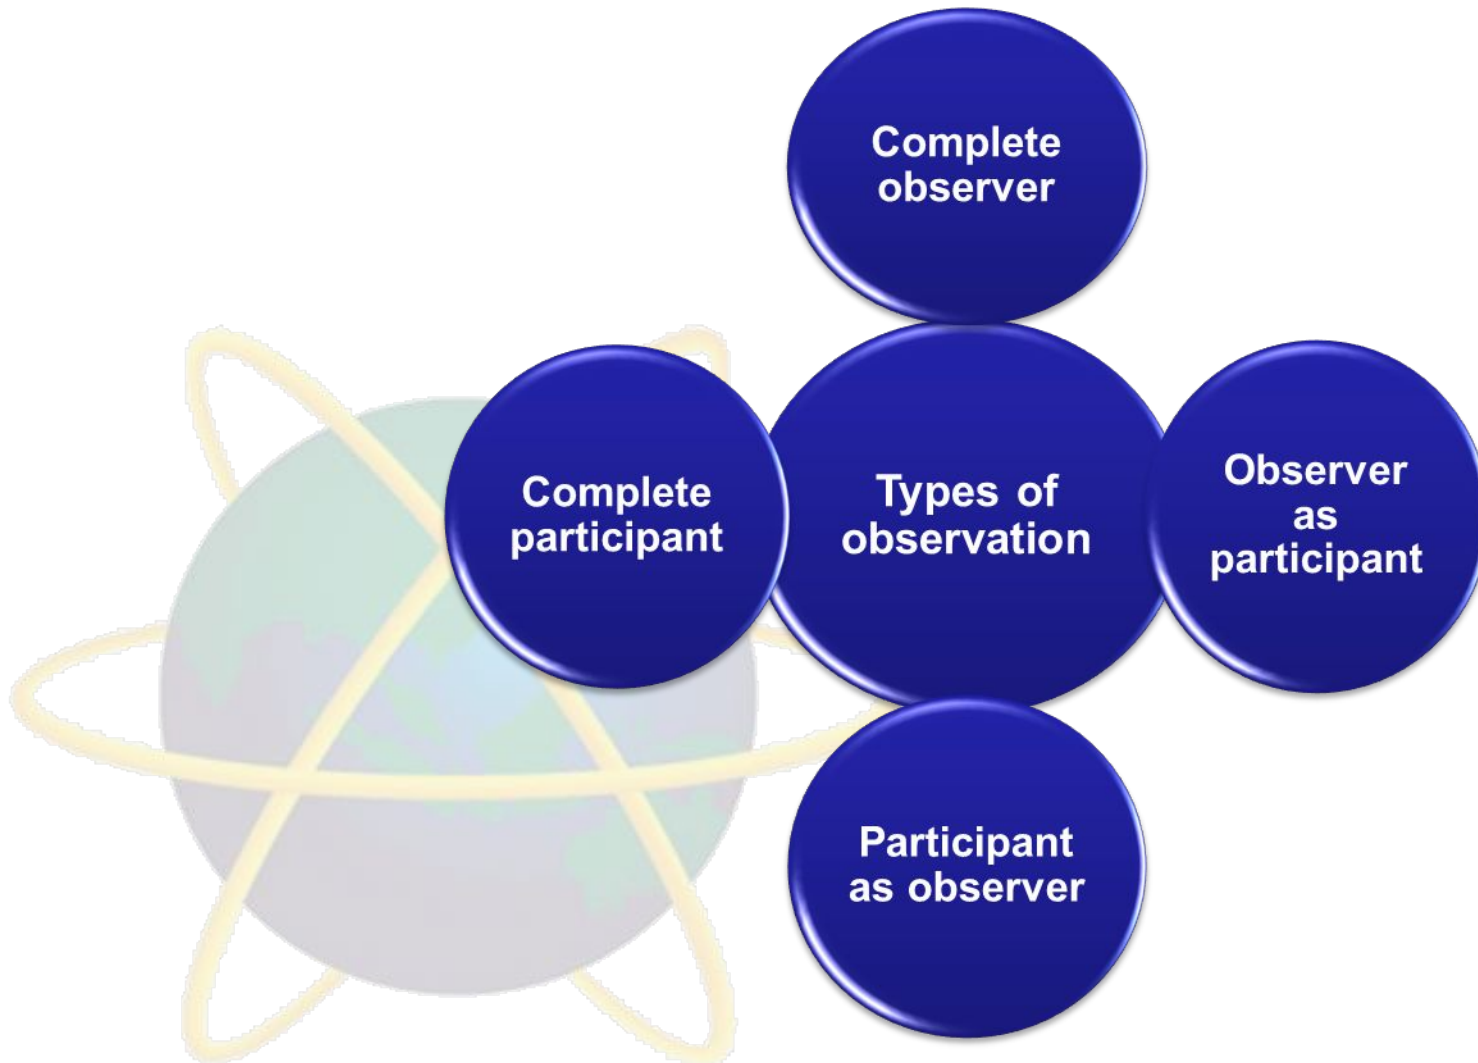 Complete
observer
Complete
participant
Types of
observation
Observer
as
participant
Participant
as observer